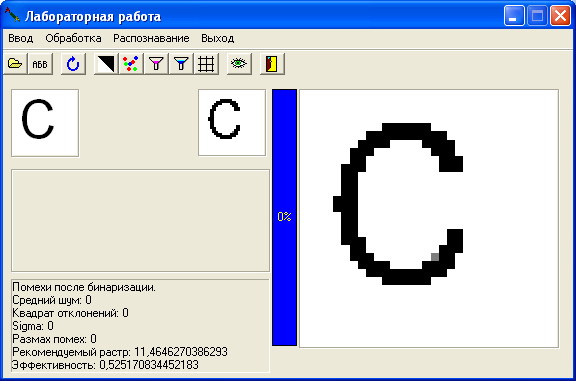 Лабораторная работа
Ввод Обработка Распознавание Выход
АБВ
С С
0%
С
Помехи после бинаризации.
Средний шум: 0
Квадрат отклонений: 0
Sigma: 0
Размах помех: 0
Рекомендуемый растр: 11,4646270386293
Эффективность: 0,525170834452183